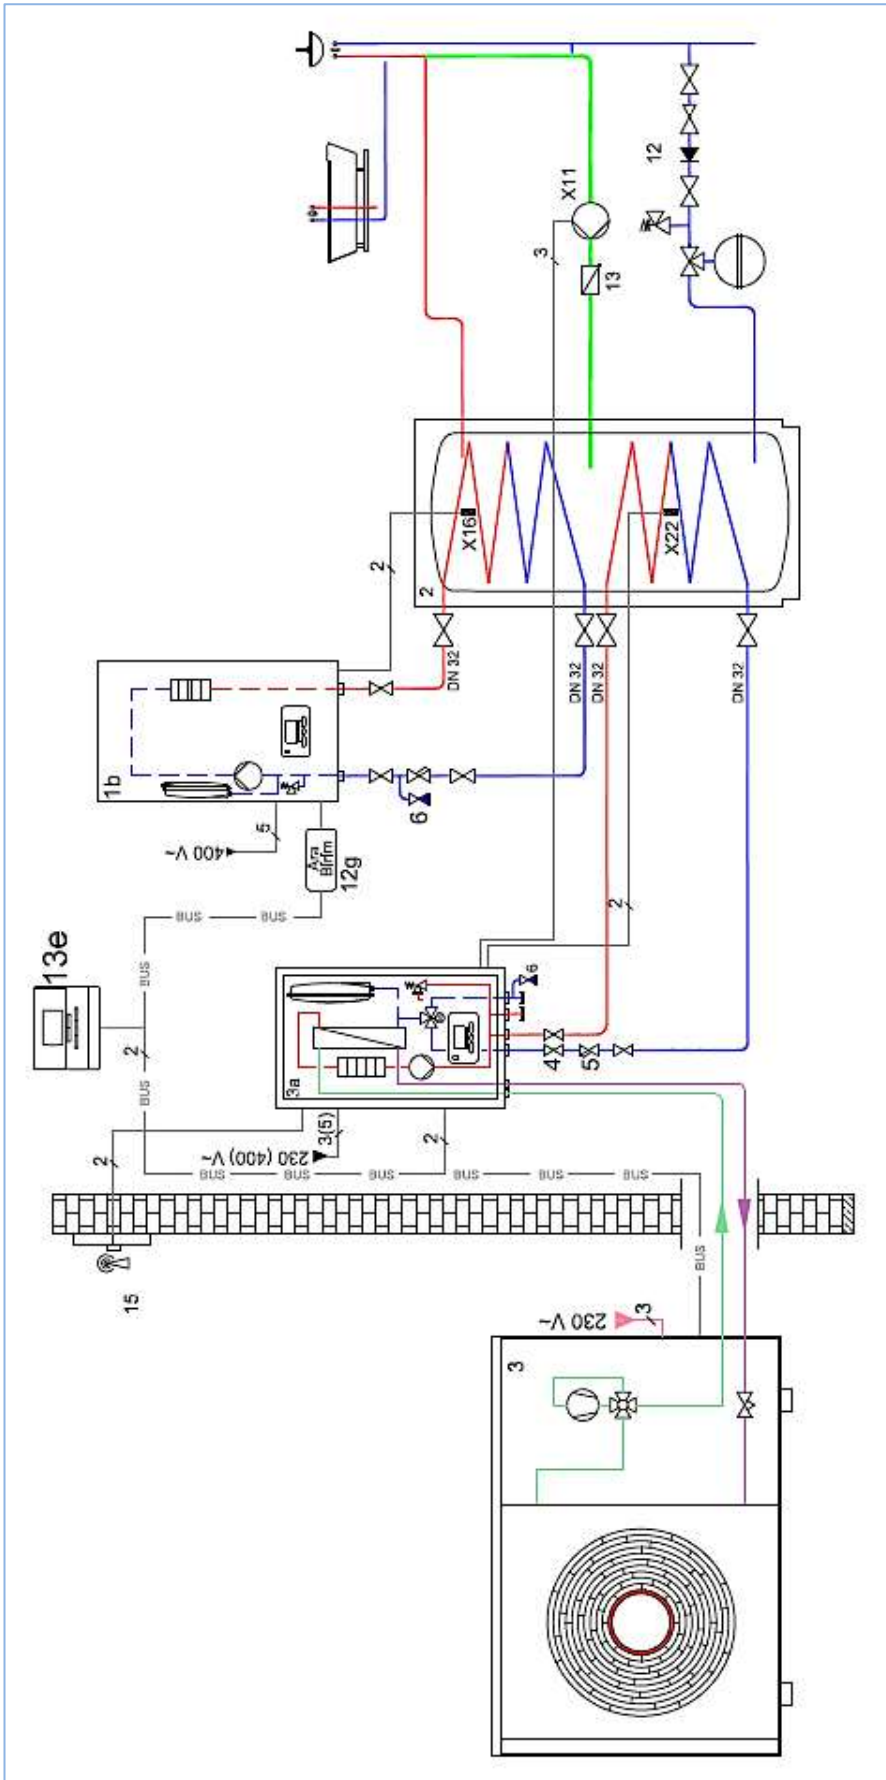 13e
2
15
2
BUS
BUS
1b
BUS
BUS
400 V~
5
Ara
Birim
12g
BUS
BUS
BUS
BUS
BUS
BUS
BUS
230 (400) V~
3(5)
2
3a
2
6
2
X16
DN 32
DN 32
DN 32
DN 32
X22
2
4
5
6
3
X11
13
12
3
230 V~
3